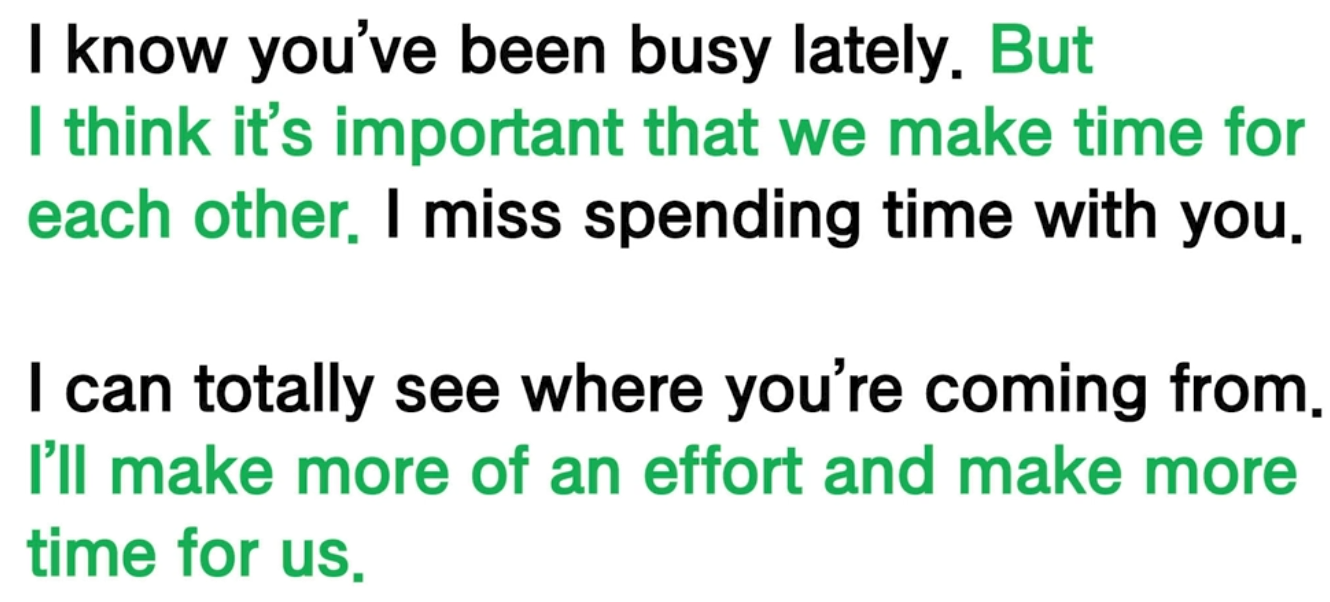 I know you’ve been busy lately. But
I think it’s important that we make time for
each other. I miss spending time with you.
I can totally see where you’re coming from.
I’ll make more of an effort and make more
time for us.